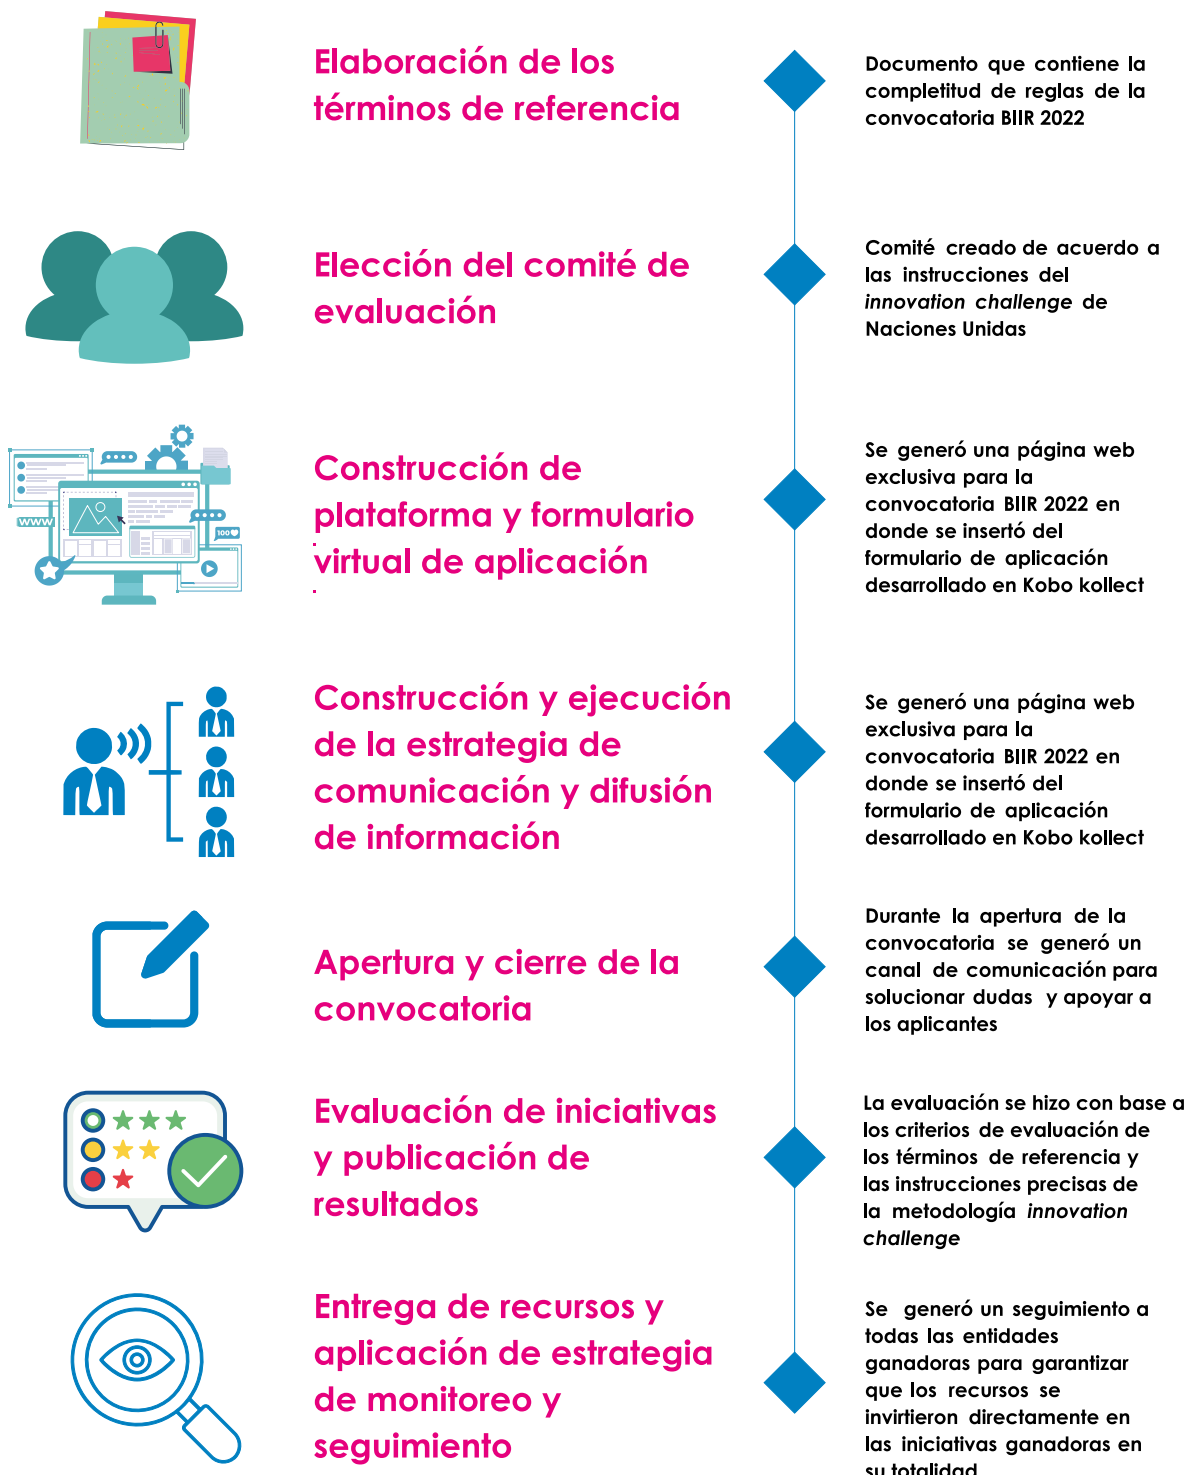 Elaboración de los
términos de referencia
Documento que contiene la
completitud de reglas de la
convocatoria BIIR 2022
Elección del comité de
evaluación
Comité creado de acuerdo a
las instrucciones del
innovation challenge de
Naciones Unidas
WWW
100
Construcción de
plataforma y formulario
virtual de aplicación
Se generó una página web
exclusiva para la
convocatoria BIIR 2022 en
donde se insertó del
formulario de aplicación
desarrollado en Kobo kollect
Construcción y ejecución
de la estrategia de
comunicación y difusión
de información
Se generó una página web
exclusiva para la
convocatoria BIIR 2022 en
donde se insertó del
formulario de aplicación
desarrollado en Kobo kollect
Apertura y cierre de la
convocatoria
Durante la apertura de la
convocatoria se generó un
canal de comunicación para
solucionar dudas y apoyar a
los aplicantes
Evaluación de iniciativas
y publicación de
resultados
La evaluación se hizo con base a
los criterios de evaluación de
los términos de referencia y
las instrucciones precisas de
la metodología innovation
challenge
Entrega de recursos y
aplicación de estrategia
de monitoreo y
seguimiento
Se generó un seguimiento a
todas las entidades
ganadoras para garantizar
que los recursos se
invirtieron directamente en
las iniciativas ganadoras en
su totalidad